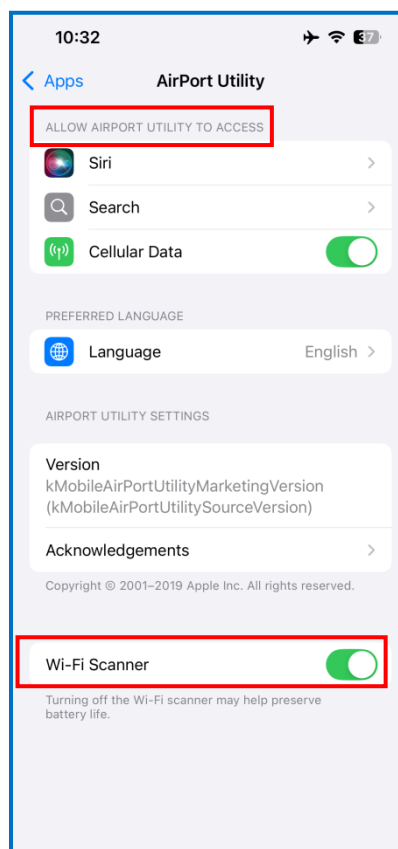 10:32
37
Apps
AirPort Utility
ALLOW AIRPORT UTILITY TO ACCESS
Siri
Search
Cellular Data
PREFERRED LANGUAGE
Language English
AIRPORT UTILITY SETTINGS
Version
kMobileAirPortUtilityMarketingVersion
(kMobileAirPortUtilitySourceVersion)
Acknowledgements
Copyright © 2001–2019 Apple Inc. All rights reserved.
Wi-Fi Scanner
Turning off the Wi-Fi scanner may help preserve
battery life.